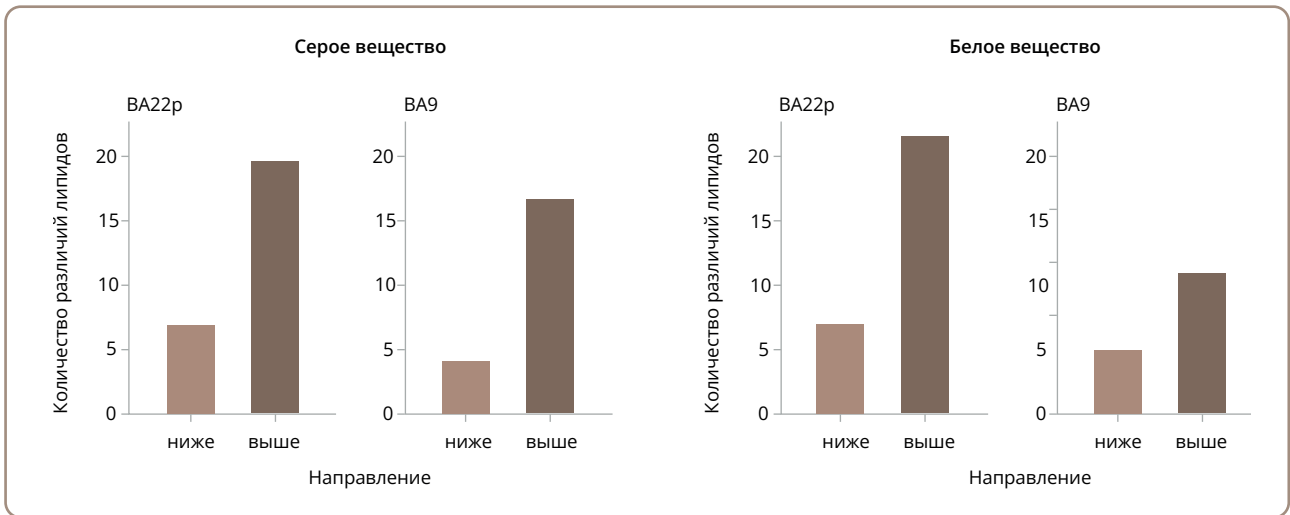 Серое вещество
Белое вещество
BA22p
BA9
BA22p
BA9
Количество различий липидов
20
15
10
5
0
ниже
выше
20
15
10
5
0
ниже
выше
Направление
Количество различий липидов
20
15
10
5
0
ниже
выше
20
15
10
5
0
ниже
выше
Направление